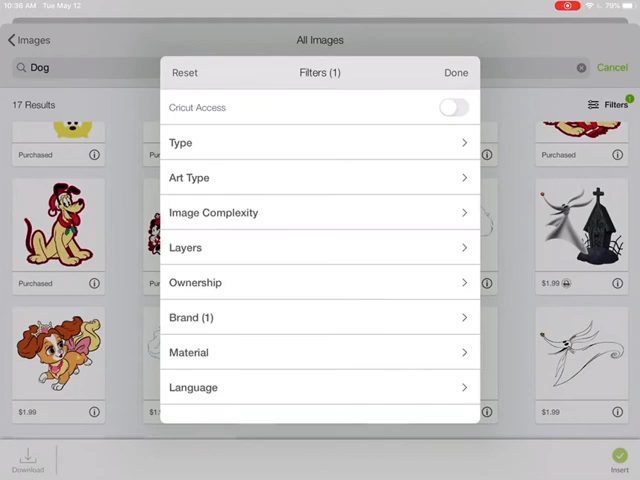 10:36 AM Tue May 12
79%
Images
All Images
Dog
Cancel
17 Results
Filters
Reset
Filters (1)
Done
Cricut Access
Type
Art Type
Image Complexity
Layers
Ownership
Brand (1)
Material
Language
Purchased
Purchased
Purchased
$1.99
$1.99
$1.99
Download
Insert